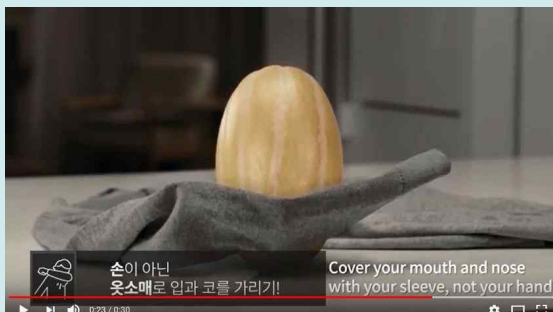 손이 아닌
옷소매로 입과 코를 가리기!
Cover your mouth and nose
with your sleeve, not your hand
0:23 / 0:30